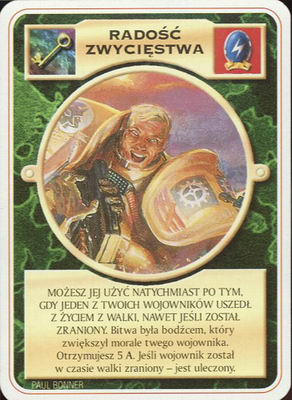 RADOŚĆ
ZWYCIĘSTWA
MOŻESZ JEJ UŻYĆ NATYCHMIAST PO TYM,
GDY JEDEN Z TWOICH WOJOWNIKÓW USZEDŁ
Z ŻYCIEM Z WALKI, NAWET JEŚLI ZOSTAŁ
ZRANIONY. Bitwa była bodźcem, który
zwiększył morale twego wojownika.
Otrzymujesz 5 A. Jeśli wojownik został
w czasie walki zraniony – jest uleczony.
PAUL BONNER